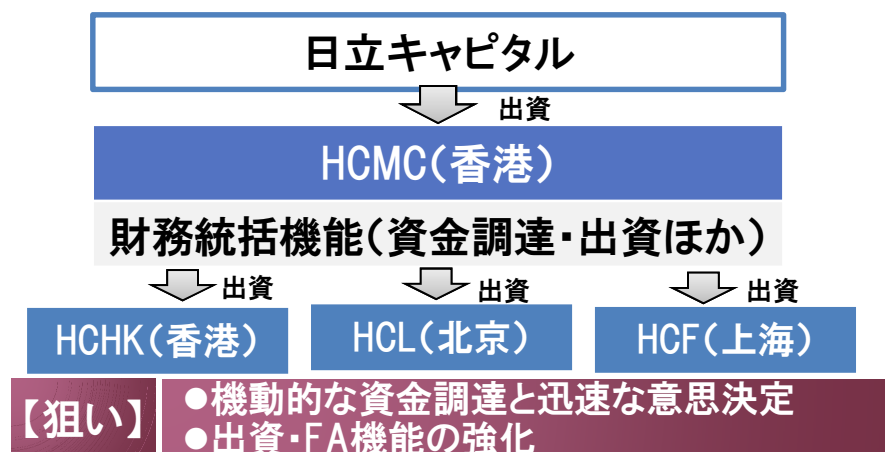 日立キャピタル
出資
HCMC（香港）
財務統括機能（資金調達・出資ほか）
出資 出資 出資
HCHK（香港） HCL（北京） HCF（上海）
【狙い】
●機動的な資金調達と迅速な意思決定
●出資・FA機能の強化